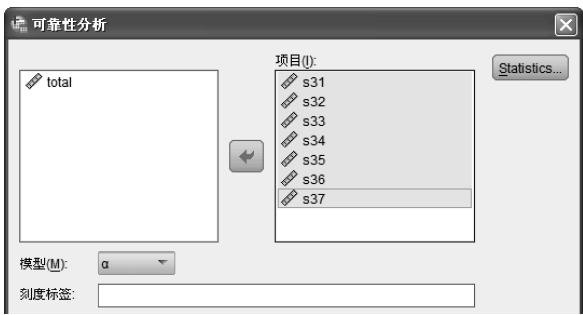 可靠性分析
项目(I):
Statistics...
total
s31
s32
s33
s34
s35
s36
s37
模型(M):
α
刻度标签: